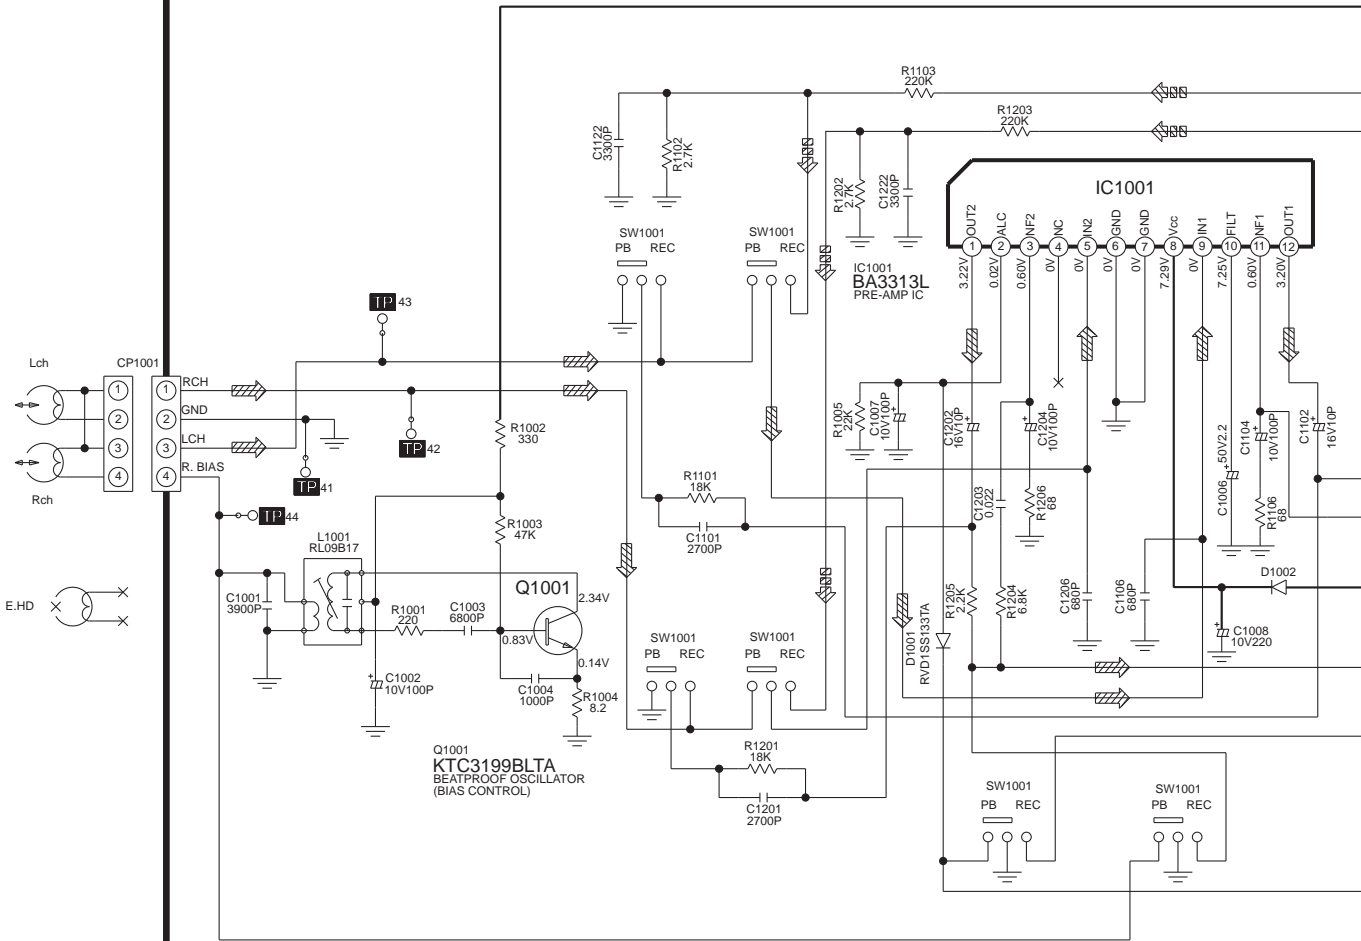 R1103
220K
R1203
220K
C1122
3300P
R1102
2.7K
R1202
2.7K
C1222
3300P
IC1001
OUT2
ALC
NF2
NC
IN2
GND
GND
Vcc
IN1
FILT
NF1
OUT1
1
2
3
4
5
6
7
8
9
10
11
12
3.22V
0.02V
0.60V
0V
0V
0V
0V
7.29V
0V
7.25V
0.60V
3.20V
SW1001
PB REC
SW1001
PB REC
IC1001
BA3313L
PRE-AMP IC
TP 43
Lch
CP1001
1
2
3
4
1
2
3
4
RCH
GND
LCH
R. BIAS
Rch
TP 42
TP 41
TP 44
R1002
330
R1005
22K
C1007
10V100P
C1202
16V10P
C1204
10V100P
C1006
50V2.2
C1104
10V100P
C1102
16V10P
R1101
18K
C1101
2700P
C1203
0.022
R1206
68
R1106
68
R1003
47K
L1001
RL09B17
E.HD
C1001
3900P
R1001
220
C1003
6800P
Q1001
2.34V
0.83V
0.14V
C1002
10V100P
C1004
1000P
R1004
8.2
SW1001
PB REC
SW1001
PB REC
D1001
RVD1SS133TA
R1205
2.2K
R1204
6.8K
C1206
680P
C1106
680P
D1002
C1008
10V220
Q1001
KTC3199BLTA
BEATPROOF OSCILLATOR
(BIAS CONTROL)
R1201
18K
C1201
2700P
SW1001
PB REC
SW1001
PB REC